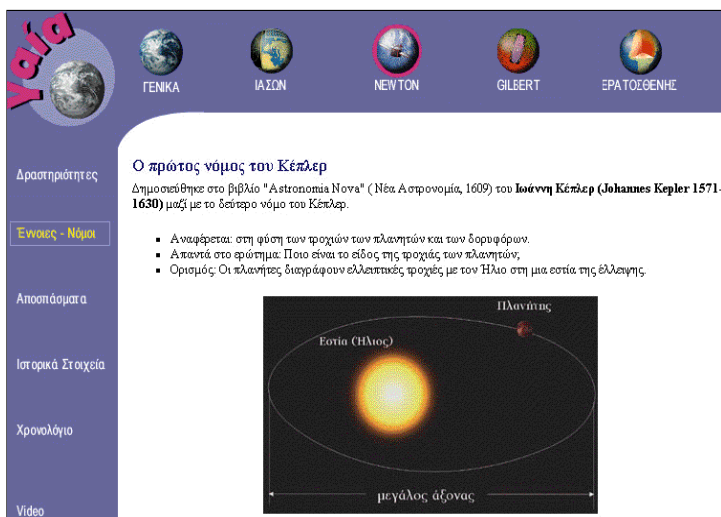 γαία
ΓΕΝΙΚΑ
ΙΑΣΩΝ
NEWTON
GILBERT
ΕΡΑΤΟΣΘΕΝΗΣ
Δραστηριότητες
Έννοιες - Νόμοι
Αποσπάσματα
Ιστορικά Στοιχεία
Χρονολόγιο
Video
Ο πρώτος νόμος του Κέπλερ
Δημοσιεύθηκε στο βιβλίο "Astronomia Nova" ( Νέα Αστρονομία, 1609) του Ιωάννη Κέπλερ (Johannes Kepler 1571-
1630) μαζί με το δεύτερο νόμο του Κέπλερ.
▪ Αναφέρεται: στη φύση των τροχιών των πλανητών και των δορυφόρων.
▪ Απαντά στο ερώτημα: Ποιο είναι το είδος της τροχιάς των πλανητών;
▪ Ορισμός: Οι πλανήτες διαγράφουν ελλειπτικές τροχιές με τον Ήλιο στη μια εστία της έλλειψης.
Πλανήτης
Εστία (Ήλιος)
μεγάλος άξονας